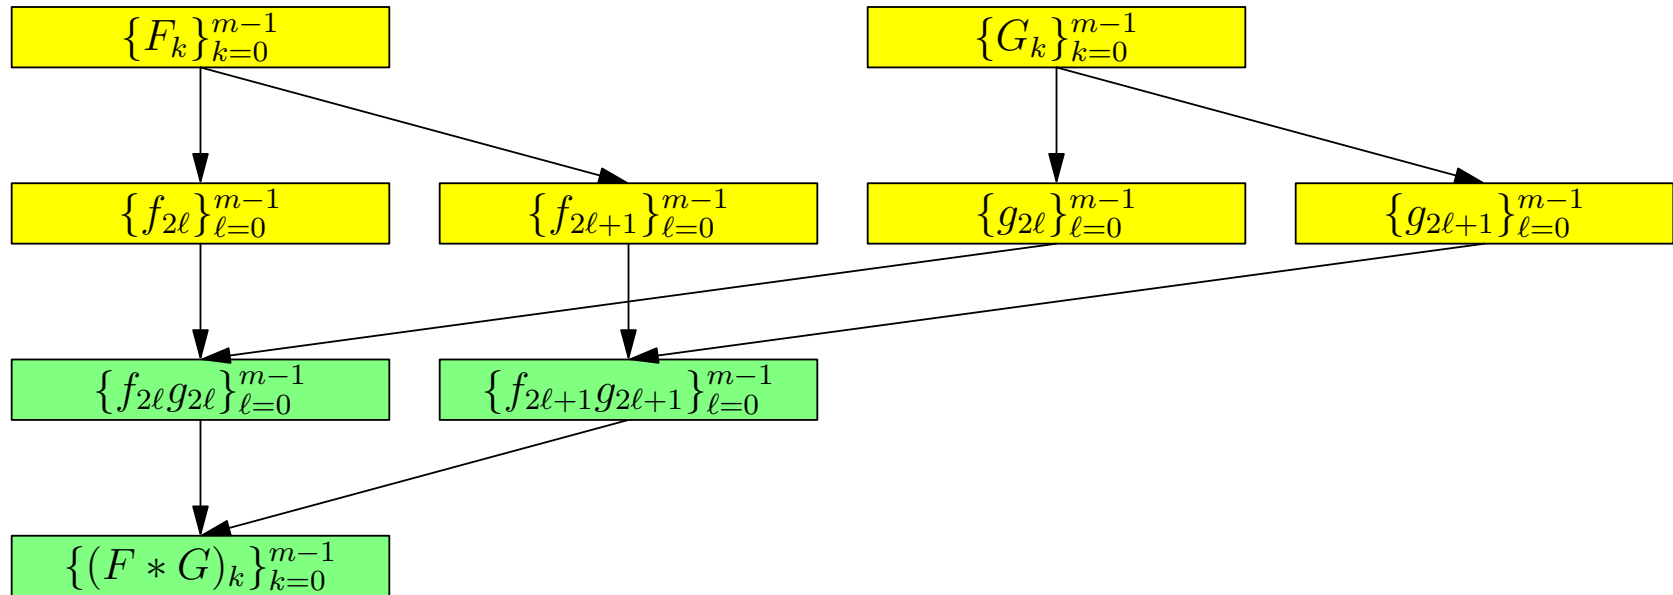 {F_k}_{k=0}^{m-1} {G_k}_{k=0}^{m-1}
{f_{2ℓ}}_{ℓ=0}^{m-1} {f_{2ℓ+1}}_{ℓ=0}^{m-1} {g_{2ℓ}}_{ℓ=0}^{m-1} {g_{2ℓ+1}}_{ℓ=0}^{m-1}
{f_{2ℓ}g_{2ℓ}}_{ℓ=0}^{m-1} {f_{2ℓ+1}g_{2ℓ+1}}_{ℓ=0}^{m-1}
{(F * G)_k}_{k=0}^{m-1}